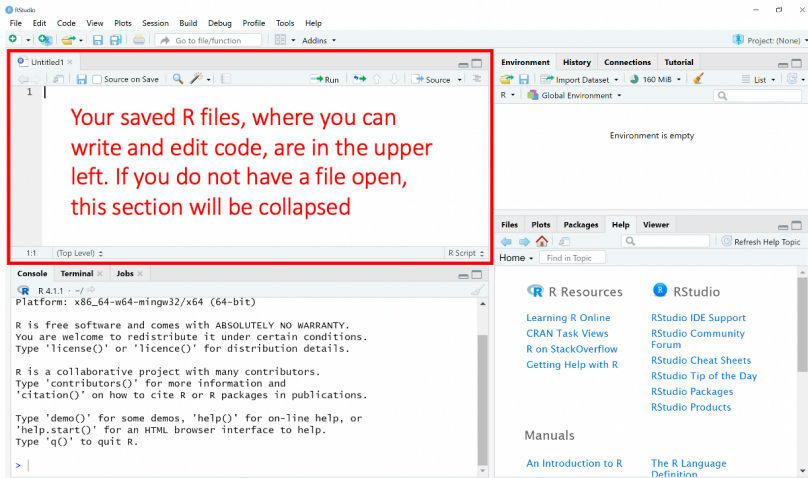 RStudio
File Edit Code View Plots Session Build Debug Profile Tools Help
Go to file/function Addins Project: (None)
Untitled1
Source on Save Run Source
1
Your saved R files, where you can
write and edit code, are in the upper
left. If you do not have a file open,
this section will be collapsed
1:1 (Top Level) R Script
Console Terminal Jobs
R 4.1.1 · ~/
Platform: x86_64-w64-mingw32/x64 (64-bit)
R is free software and comes with ABSOLUTELY NO WARRANTY.
You are welcome to redistribute it under certain conditions.
Type 'license()' or 'licence()' for distribution details.
R is a collaborative project with many contributors.
Type 'contributors()' for more information and
'citation()' on how to cite R or R packages in publications.
Type 'demo()' for some demos, 'help()' for on-line help, or
'help.start()' for an HTML browser interface to help.
Type 'q()' to quit R.
>
Environment History Connections Tutorial
Import Dataset 160 MiB List
R Global Environment
Environment is empty
Files Plots Packages Help Viewer
Refresh Help Topic
Home Find in Topic
R Resources RStudio
Learning R Online RStudio IDE Support
CRAN Task Views RStudio Community
Forum
R on StackOverflow RStudio Cheat Sheets
Getting Help with R RStudio Tip of the Day
RStudio Packages
RStudio Products
Manuals
An Introduction to R The R Language
Definition